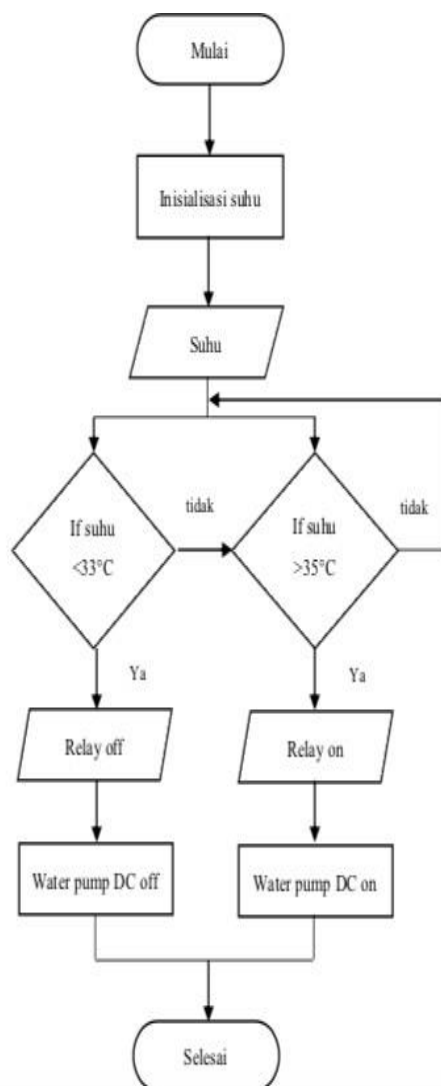 Mulai
Inisialisasi suhu
Suhu
If suhu
<33°C
tidak
If suhu
>35°C
tidak
Ya
Ya
Relay off
Relay on
Water pump DC off
Water pump DC on
Selesai